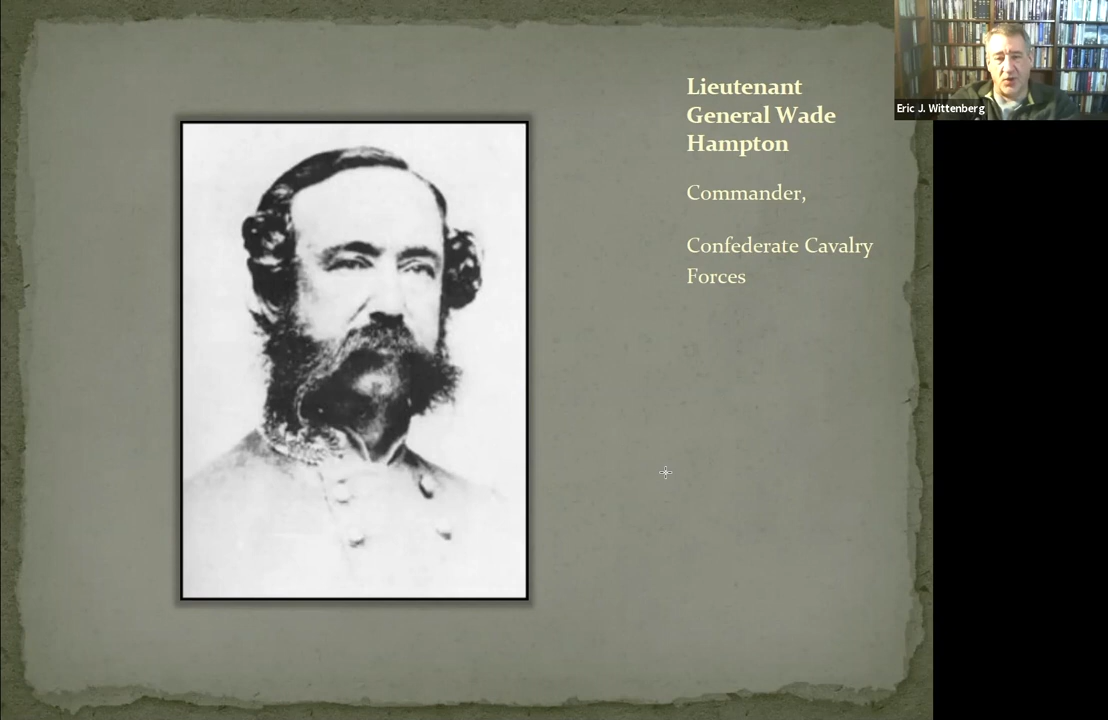 Lieutenant
General Wade
Hampton
Commander,
Confederate Cavalry
Forces
Eric J. Wittenberg